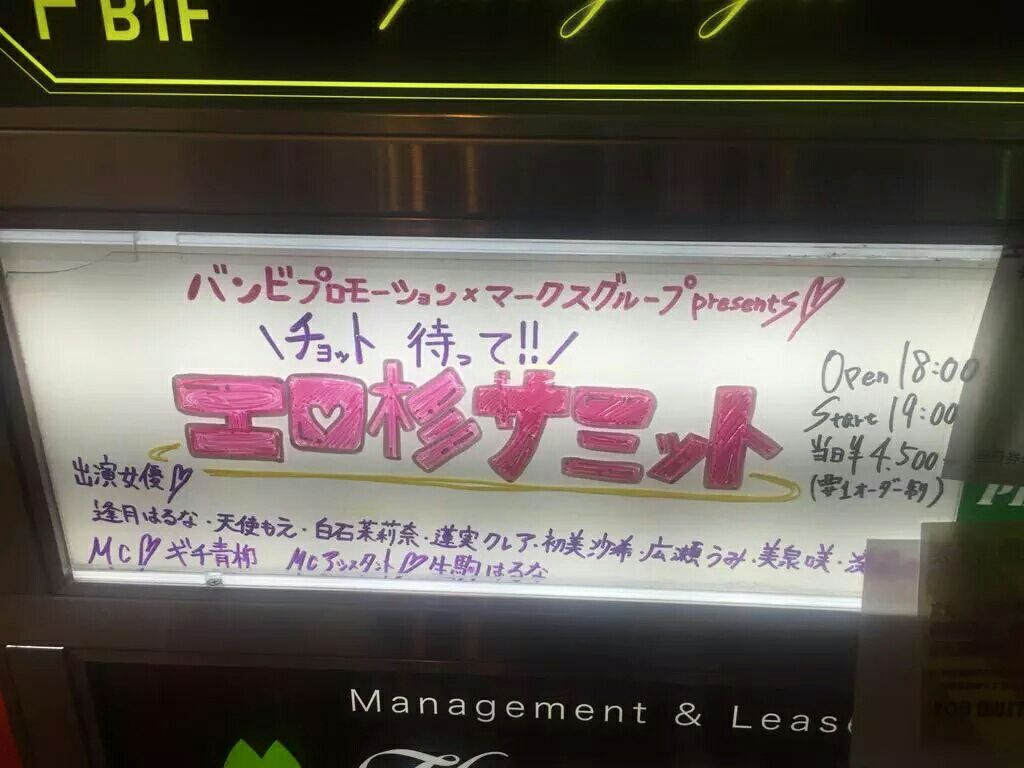 B1F
バンビプロモーション×マークスグループpresents♡
\チョット 待って!!/
エロ杉サミット
Open 18:00
Start 19:00
当日¥4,500-
(要1オーダー制)
出演女優♡
逢月はるな・天使もえ・白石茉莉奈・蓮実クレア・初美沙希・広瀬うみ・美泉咲・
MC♡ギチ青柳 MCアシスタント♡生駒はるな
Management & Lease